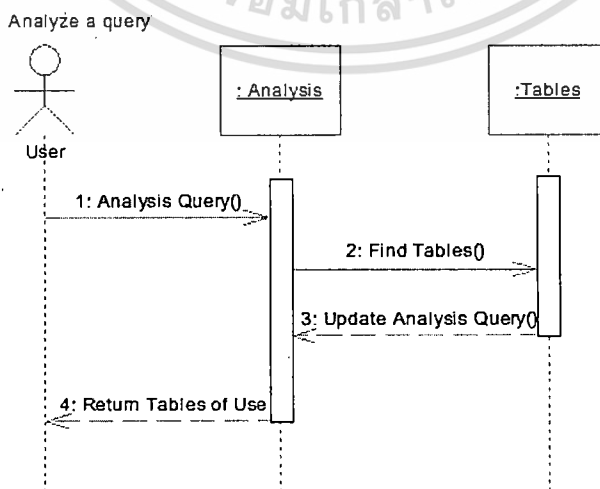 Analyze a query
: Analysis
:Tables
User
1: Analysis Query()
2: Find Tables()
3: Update Analysis Query()
4: Return Tables of Use